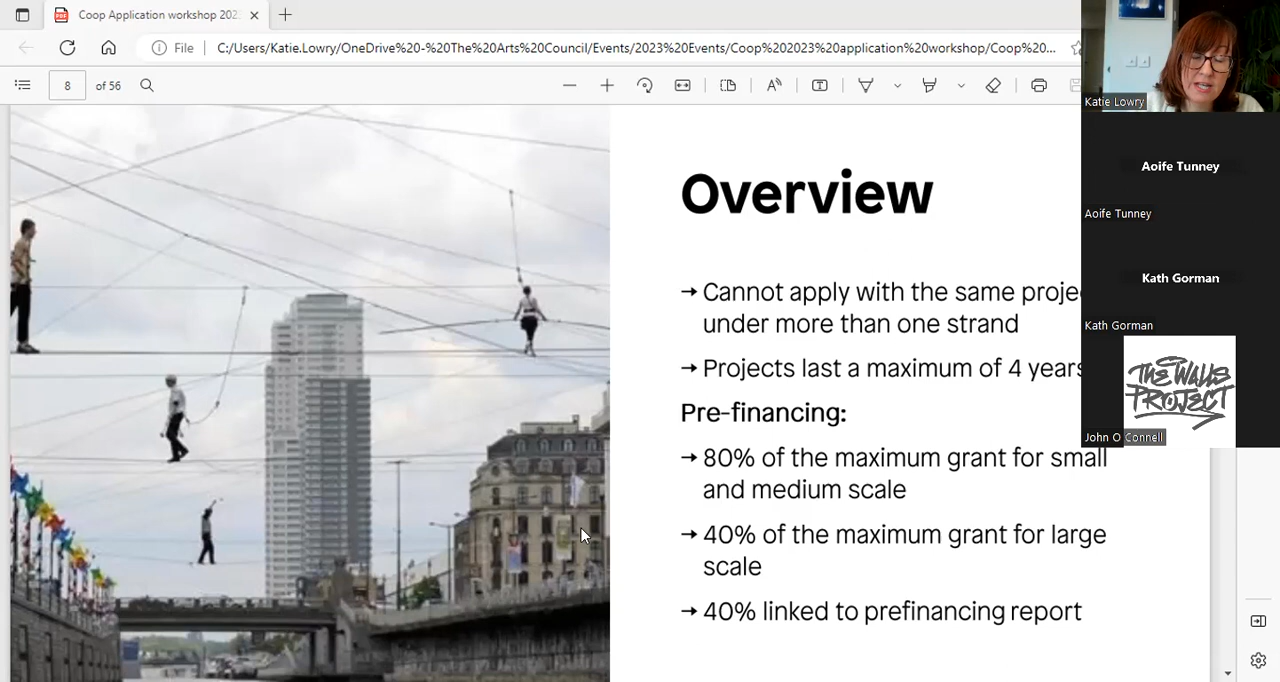 Coop Application workshop 202
File
C:/Users/Katie.Lowry/OneDrive%20-%20The%20Arts%20Council/Events/2023%20Events/Coop%202023%20application%20workshop/Coop%20...
8 of 56
Overview
→ Cannot apply with the same proje
under more than one strand
→ Projects last a maximum of 4 years
Pre-financing:
→ 80% of the maximum grant for small
and medium scale
→ 40% of the maximum grant for large
scale
→ 40% linked to prefinancing report
Katie Lowry
Aoife Tunney
Aoife Tunney
Kath Gorman
Kath Gorman
THE WALLS
PROJECT
John O Connell